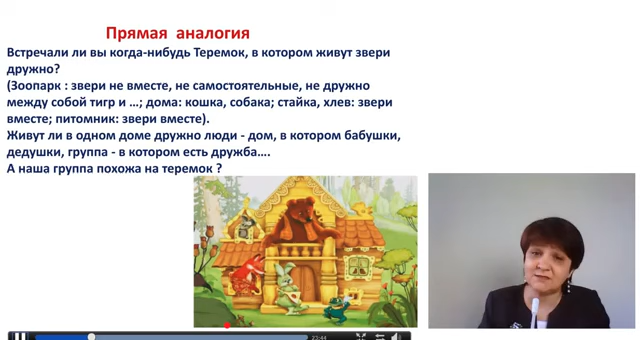 Прямая аналогия
Встречали ли вы когда-нибудь Теремок, в котором живут звери
дружно?
(Зоопарк : звери не вместе, не самостоятельные, не дружно
между собой тигр и ...; дома: кошка, собака; стайка, хлев: звери
вместе; питомник: звери вместе).
Живут ли в одном доме дружно люди - дом, в котором бабушки,
дедушки, группа - в котором есть дружба….
А наша группа похожа на теремок ?
22:44